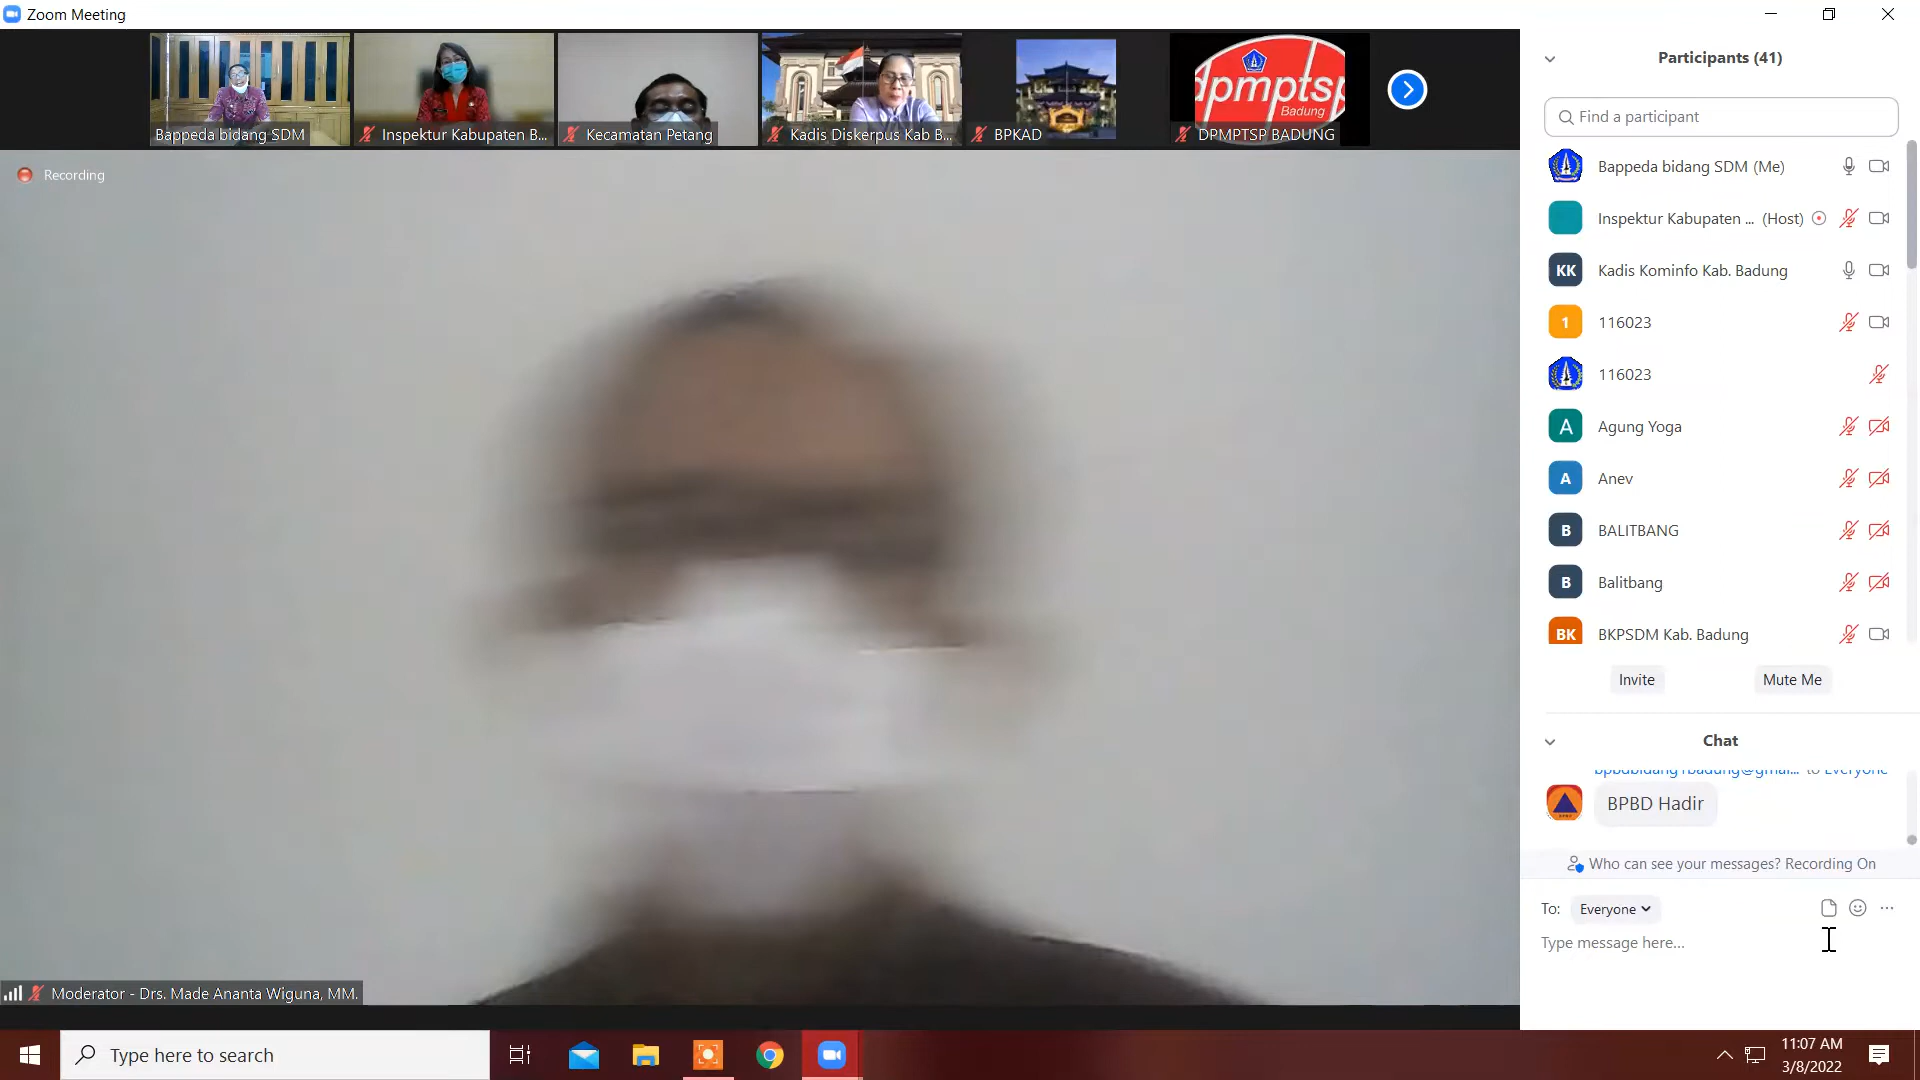 Zoom Meeting
Bappeda bidang SDM
Inspektur Kabupaten B...
Kecamatan Petang
Kadis Diskerpus Kab B...
BPKAD
dpmptsp
Badung
DPMPTSP BADUNG
Recording
Moderator - Drs. Made Ananta Wiguna, MM.
Participants (41)
Find a participant
Bappeda bidang SDM (Me)
Inspektur Kabupaten ... (Host)
KK Kadis Kominfo Kab. Badung
1 116023
116023
A Agung Yoga
A Anev
B BALITBANG
B Balitbang
BK BKPSDM Kab. Badung
Invite Mute Me
Chat
to Everyone
BPBD Hadir
Who can see your messages? Recording On
To: Everyone
Type message here...
Type here to search
11:07 AM
3/8/2022